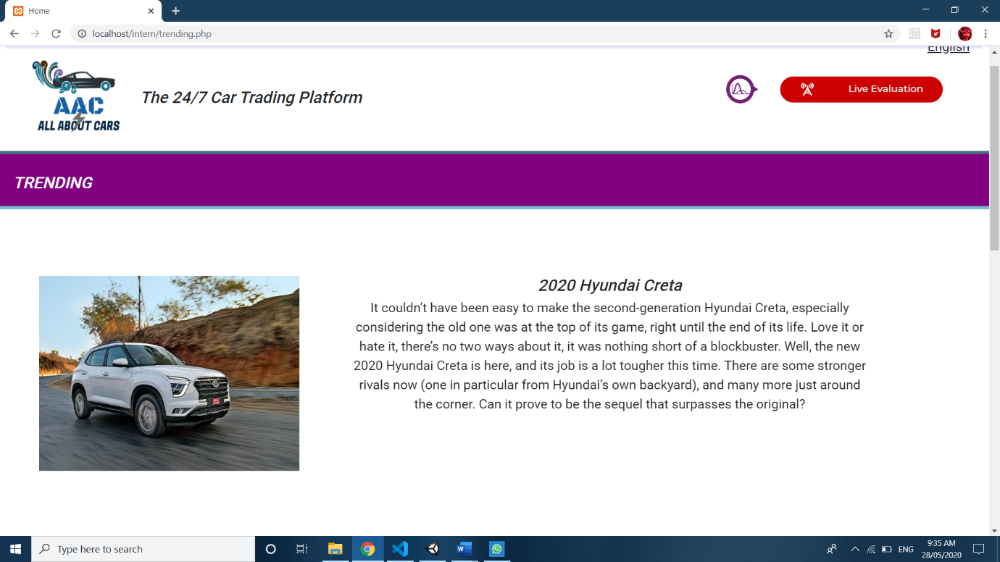 Home
localhost/intern/trending.php
English
AAC
ALL ABOUT CARS
The 24/7 Car Trading Platform
Live Evaluation
TRENDING
2020 Hyundai Creta
It couldn’t have been easy to make the second-generation Hyundai Creta, especially
considering the old one was at the top of its game, right until the end of its life. Love it or
hate it, there’s no two ways about it, it was nothing short of a blockbuster. Well, the new
2020 Hyundai Creta is here, and its job is a lot tougher this time. There are some stronger
rivals now (one in particular from Hyundai’s own backyard), and many more just around
the corner. Can it prove to be the sequel that surpasses the original?
Type here to search
ENG
9:35 AM
28/05/2020